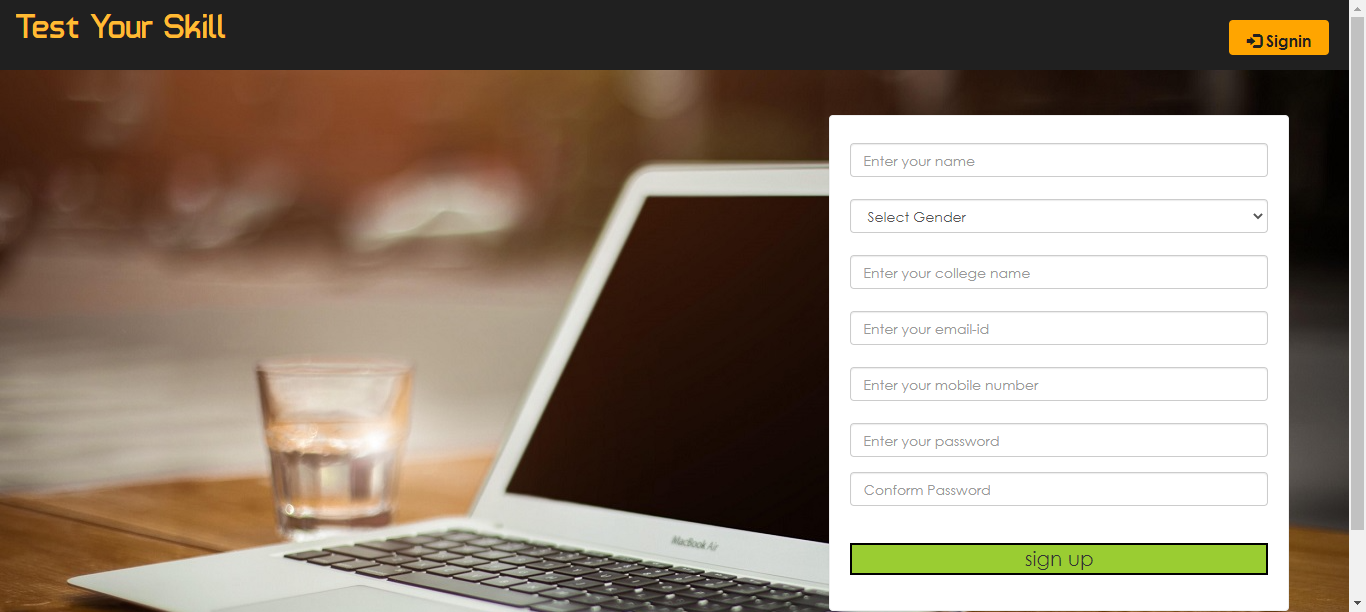 Test Your Skill
Signin
Enter your name
Select Gender
Enter your college name
Enter your email-id
Enter your mobile number
Enter your password
Conform Password
sign up
MacBook Air